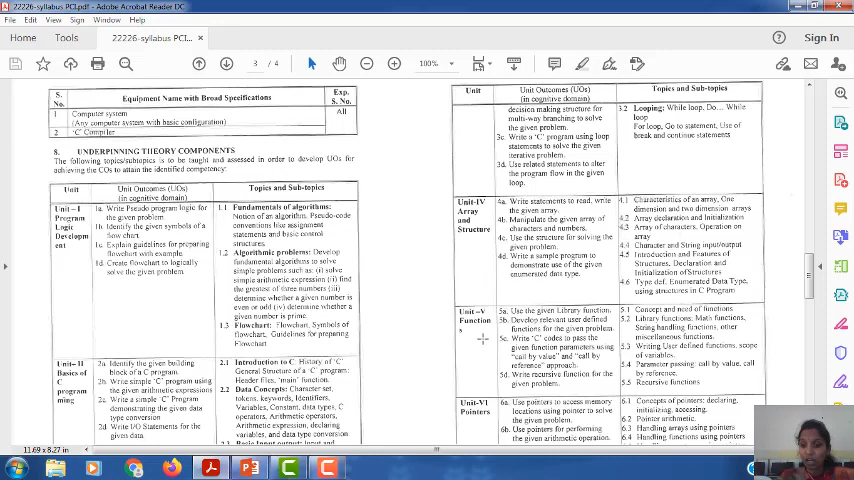 22226-syllabus PCI.pdf - Adobe Acrobat Reader DC
File Edit View Sign Window Help
Home Tools 22226-syllabus PCI... × Sign In
3 / 4 100%
S. No. Equipment Name with Broad Specifications Exp. S. No.
1 Computer system All
(Any computer system with basic configuration)
2 'C' Compiler
8. UNDERPINNING THEORY COMPONENTS
The following topics/subtopics is to be taught and assessed in order to develop UOs for
achieving the COs to attain the identified competency:
Unit Unit Outcomes (UOs) Topics and Sub-topics
(in cognitive domain)
Unit–I
Program
Logic
Developm
ent
1a. Write Pseudo program logic for
the given problem
1b. Identify the given symbols of a
flow chart.
1c. Explain guidelines for preparing
flowchart with example.
1d. Create flowchart to logically
solve the given problem.
1.1 Fundamentals of algorithms:
Notion of an algorithm. Pseudo-code
conventions like assignment
statements and basic control
structures.
1.2 Algorithmic problems: Develop
fundamental algorithms to solve
simple problems such as: (i) solve
simple arithmetic expression (ii) find
the greatest of three numbers (iii)
determine whether a number is
even or odd (iv) determine whether a
given number is prime.
1.3 Flowchart: Flowchart, Symbols of
flowchart, Guidelines for preparing
Flowchart
Unit–II
Basics of
C
program
ming
2a. Identify the given building
block of a C program.
2b. Write simple 'C' program using
the given arithmetic expressions
2c. Write a simple 'C' Program
demonstrating the given data
type conversion
2d. Write I/O Statements for the
given data.
2.1 Introduction to C: History of 'C'
General Structure of a 'C' program:
Header files, 'main' function.
2.2 Data Concepts: Character set,
tokens, keywords, Identifiers,
Variables, Constant, data types, C
operators, Arithmetic operators,
Arithmetic expression, declaring
variables, and data type conversion.
2.3 Basic Input output: Input and
11.69 x 8.27 in
Unit Unit Outcomes (UOs) Topics and Sub-topics
(in cognitive domain)
decision making structure for
multi-way branching to solve
the given problem.
3c. Write a 'C' program using loop
statements to solve the given
iterative problem.
3d. Use related statements to alter
the program flow in the given
loop.
3.2 Looping: While loop, Do... While
loop
For loop, Go to statement, Use of
break and continue statements
Unit-IV
Array
and
Structure
4a. Write statements to read, write
the given array.
4b. Manipulate the given array of
characters and numbers.
4c. Use the structure for solving the
given problem.
4d. Write a sample program to
demonstrate use of the given
enumerated data type.
4.1 Characteristics of an array, One
dimension and two dimension arrays
4.2 Array declaration and Initialization
4.3 Array of characters, Operation on
array
4.4 Character and String input/output
4.5 Introduction and Features of
Structures, Declaration and
Initialization of Structures
4.6 Type def, Enumerated Data Type,
using structures in C Program
Unit –V
Function
s
5a. Use the given Library function.
5b. Develop relevant user defined
functions for the given problem.
5c. Write 'C' codes to pass the
given function parameters using
"call by value" and "call by
reference" approach.
5d. Write recursive function for the
given problem.
5.1 Concept and need of functions
5.2 Library functions: Math functions,
String handling functions, other
miscellaneous functions.
5.3 Writing User defined functions, scope
of variables.
5.4 Parameter passing: call by value, call
by reference.
5.5 Recursive functions
Unit-VI
Pointers
6a. Use pointers to access memory
locations using pointer to solve
the given problem.
6b. Use pointers for performing
the given arithmetic operation.
6.1 Concepts of pointers: declaring,
initializing, accessing.
6.2 Pointer arithmetic.
6.3 Handling arrays using pointers
6.4 Handling functions using pointers